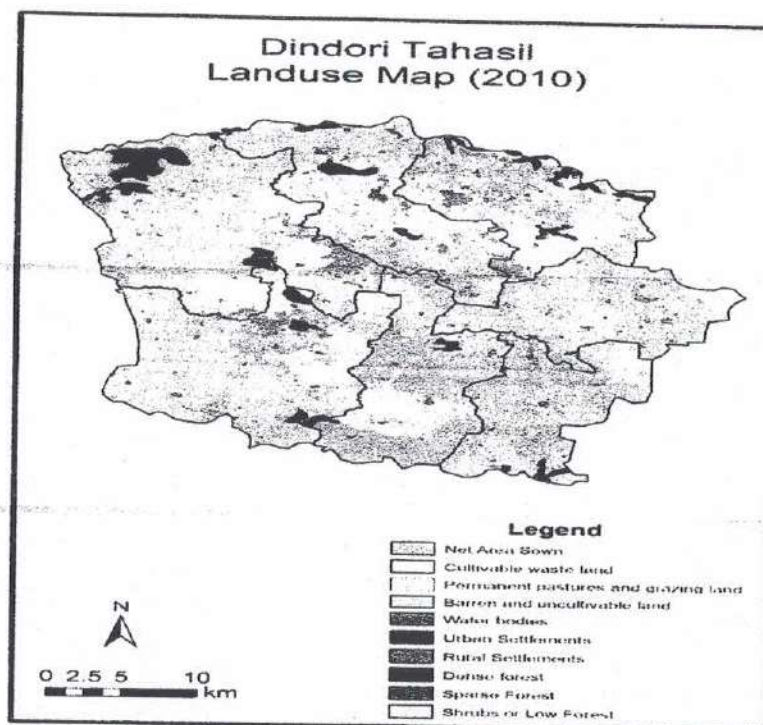 Dindori Tahasil
Landuse Map (2010)
Legend
Net Area Sown
Cultivable waste land
Permanent pastures and grazing land
Barren and uncultivable land
Water bodies
Urban Settlements
Rural Settlements
Dense forest
Sparse Forest
Shrubs or Low Forest
N
0 2.5 5 10
km